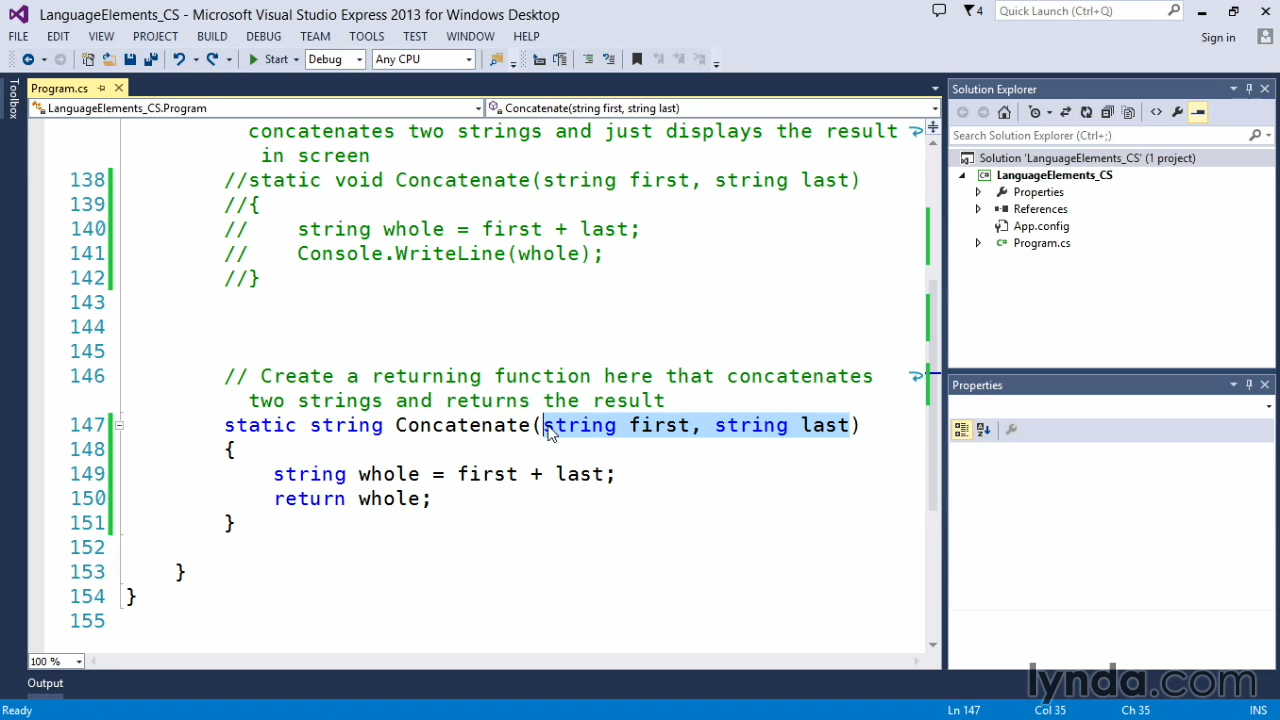 LanguageElements_CS - Microsoft Visual Studio Express 2013 for Windows Desktop
4
Quick Launch (Ctrl+Q)
FILE EDIT VIEW PROJECT BUILD DEBUG TEAM TOOLS TEST WINDOW HELP
Sign in
Start Debug Any CPU
Toolbox
Program.cs
LanguageElements_CS.Program
Concatenate(string first, string last)
concatenates two strings and just displays the result
in screen
138 //static void Concatenate(string first, string last)
139 //{
140 //    string whole = first + last;
141 //    Console.WriteLine(whole);
142 //}
143
144
145
146 // Create a returning function here that concatenates
two strings and returns the result
147 static string Concatenate(string first, string last)
148 {
149     string whole = first + last;
150     return whole;
151 }
152
153 }
154 }
155
100 %
Output
Solution Explorer
Search Solution Explorer (Ctrl+;)
Solution 'LanguageElements_CS' (1 project)
LanguageElements_CS
Properties
References
App.config
Program.cs
Properties
lynda.com
Ready
Ln 147 Col 35 Ch 35 INS